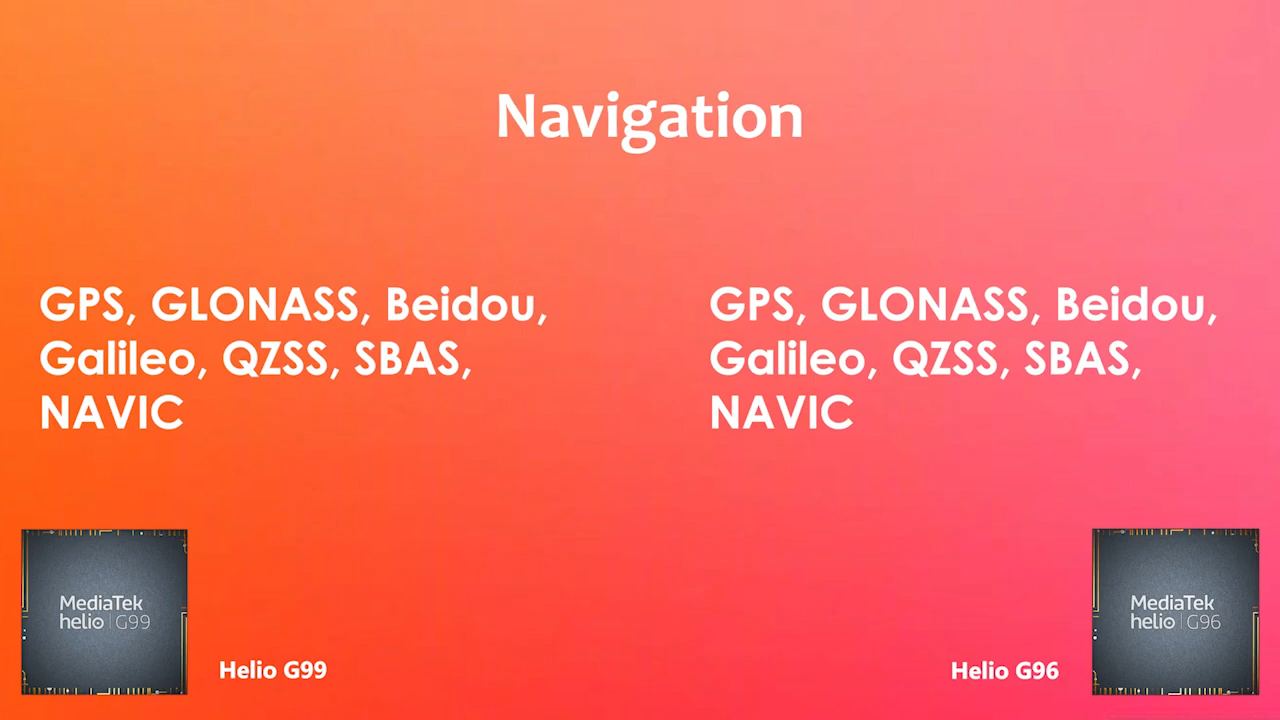 Navigation
GPS, GLONASS, Beidou,
Galileo, QZSS, SBAS,
NAVIC
GPS, GLONASS, Beidou,
Galileo, QZSS, SBAS,
NAVIC
MediaTek
helio | G99
Helio G99
Helio G96
MediaTek
helio | G96